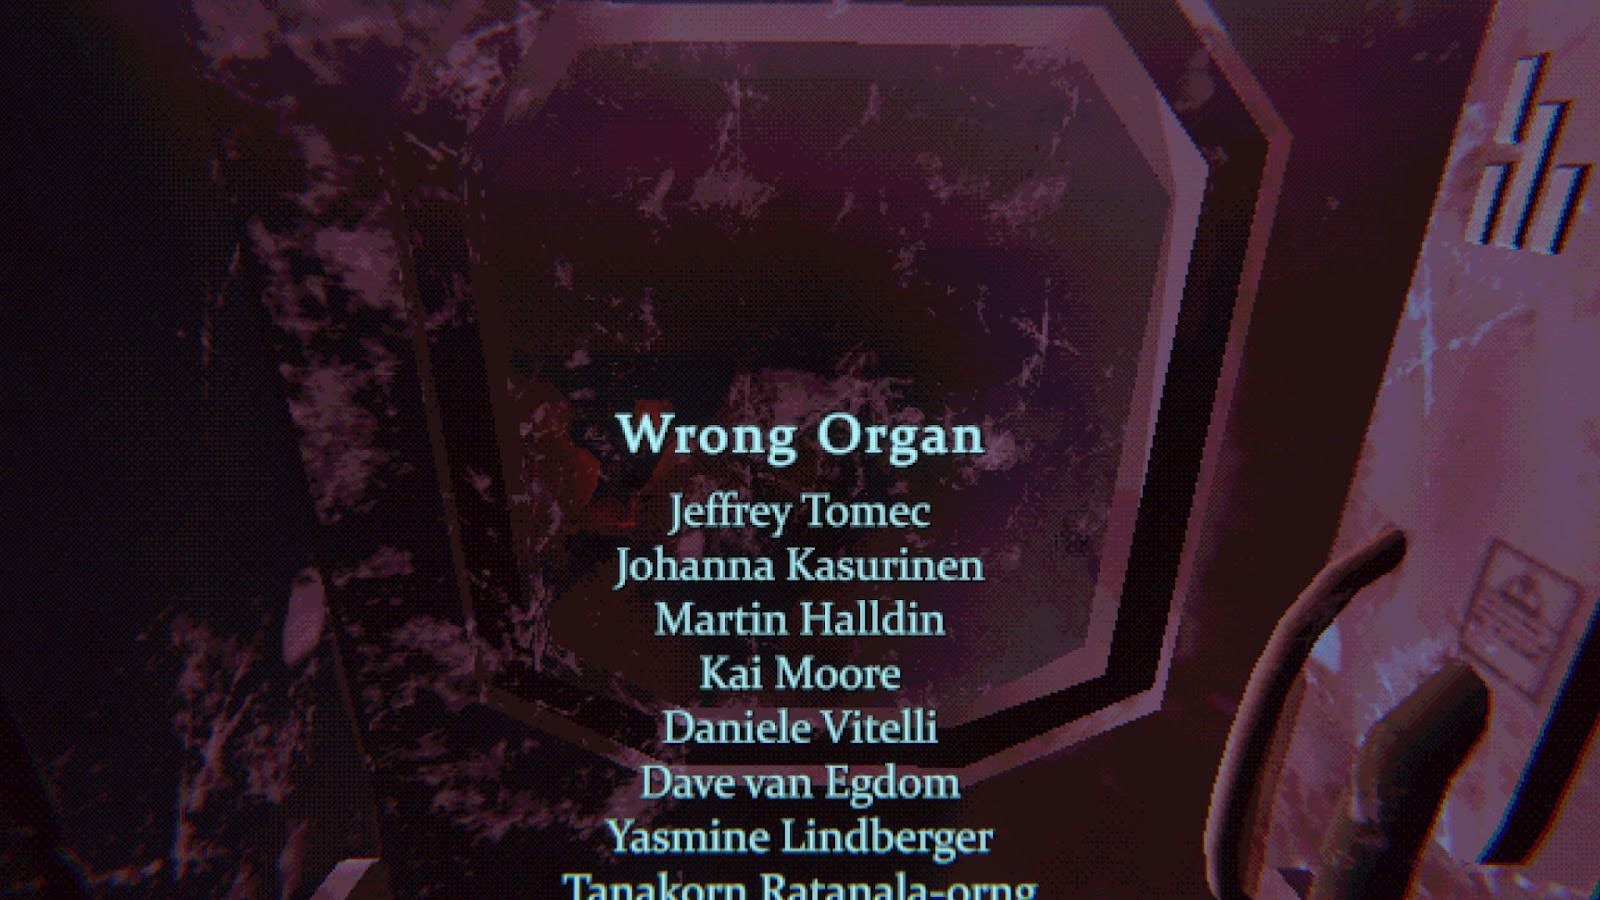 Wrong Organ
Jeffrey Tomec
Johanna Kasurinen
Martin Halldin
Kai Moore
Daniele Vitelli
Dave van Egdom
Yasmine Lindberger
Tanakorn Ratanala-orng